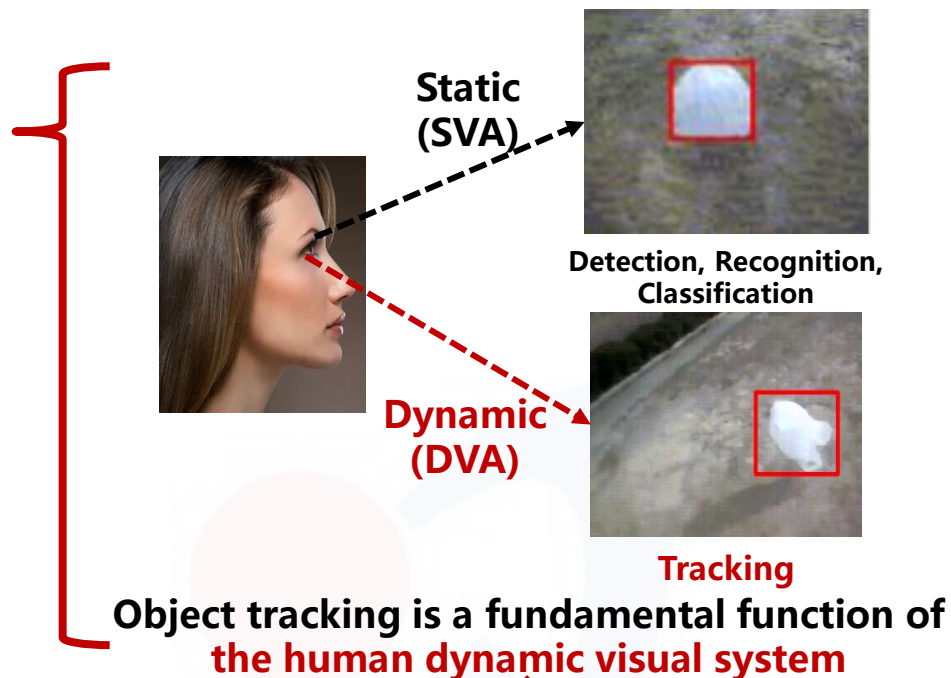 Static
(SVA)
Detection, Recognition,
Classification
Dynamic
(DVA)
Tracking
Object tracking is a fundamental function of
the human dynamic visual system